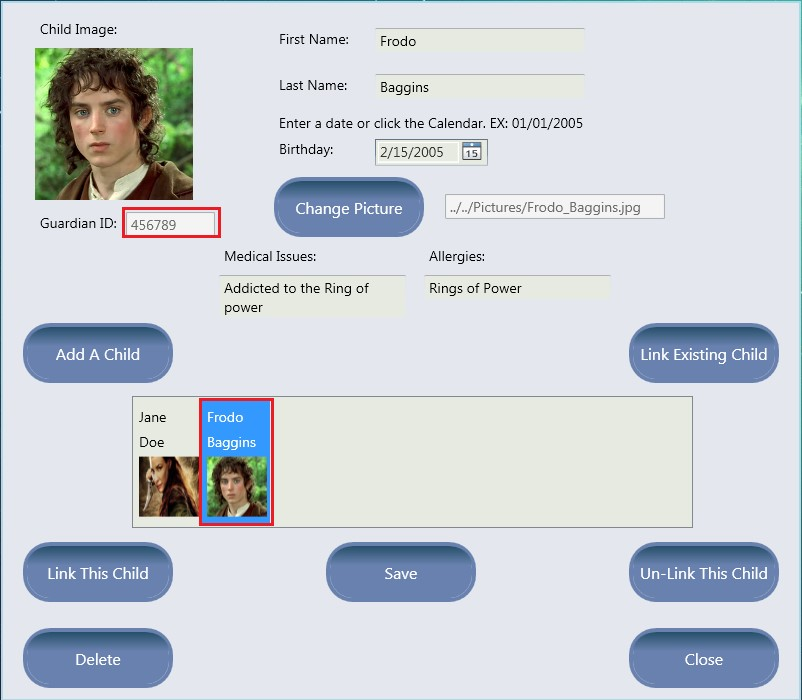 Child Image:
First Name:
Frodo
Last Name:
Baggins
Enter a date or click the Calendar. EX: 01/01/2005
Birthday:
2/15/2005
15
Guardian ID:
456789
Change Picture
../../Pictures/Frodo_Baggins.jpg
Medical Issues:
Allergies:
Addicted to the Ring of
power
Rings of Power
Add A Child
Link Existing Child
Jane
Doe
Frodo
Baggins
Link This Child
Save
Un-Link This Child
Delete
Close